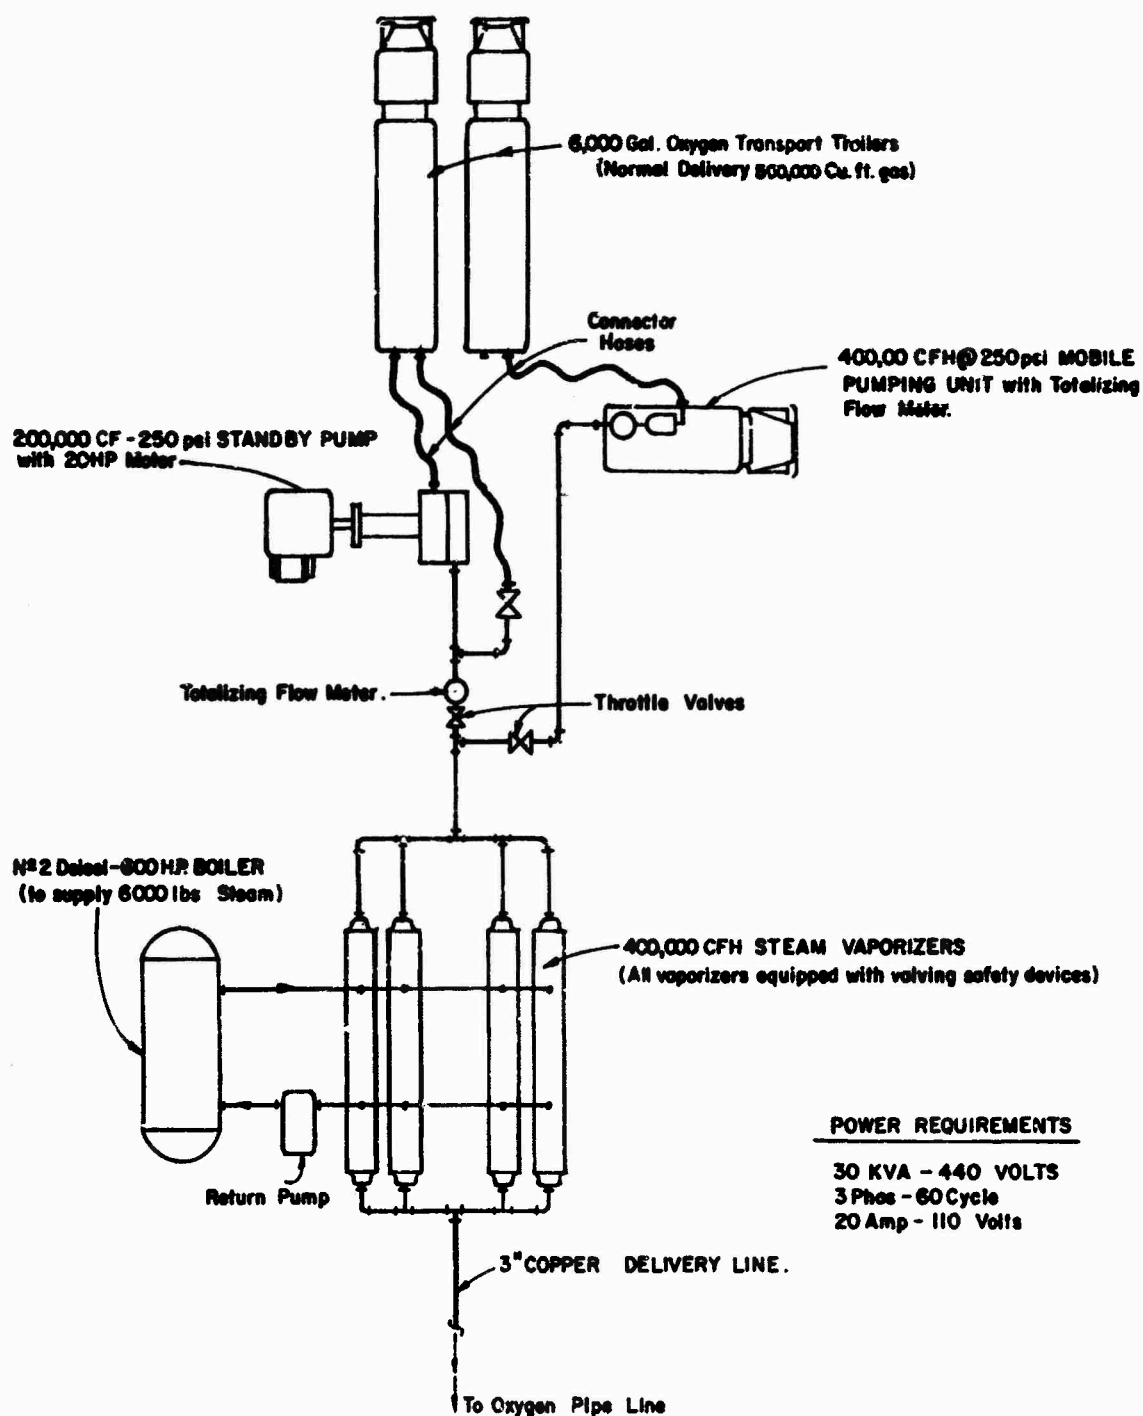 6,000 Gal. Oxygen Transport Trailers
(Normal Delivery 500,000 Cu. ft. gas)
Connector
Hoses
400,00 CFH@ 250psi MOBILE
PUMPING UNIT with Totalizing
Flow Meter.
200,000 CF - 250 psi STANDBY PUMP
with 20HP Motor
Totalizing Flow Meter.
Throttle Valves
Nº 2 Deisel-600 H.P. BOILER
(to supply 6000 lbs Steam)
400,000 CFH STEAM VAPORIZERS
(All vaporizers equipped with valving safety devices)
POWER REQUIREMENTS
30 KVA - 440 VOLTS
3 Phas - 60 Cycle
20 Amp - 110 Volts
Return Pump
3" COPPER DELIVERY LINE.
To Oxygen Pipe Line